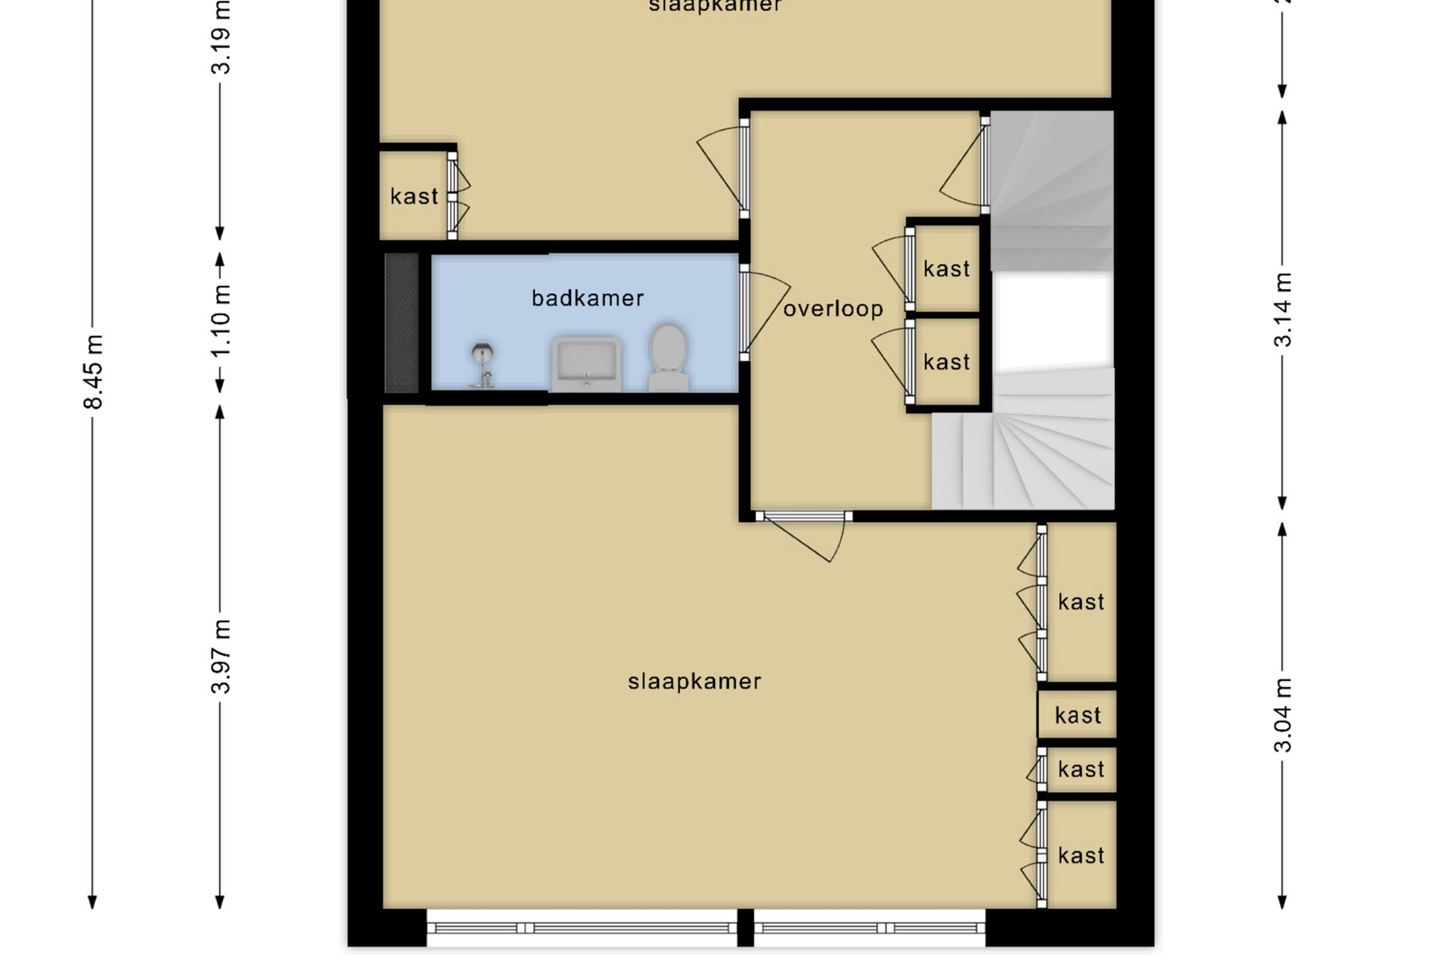 slaapkamer
3.19 m
kast
badkamer
overloop
kast
kast
1.10 m
3.14 m
8.45 m
kast
3.97 m
slaapkamer
kast
3.04 m
kast
kast